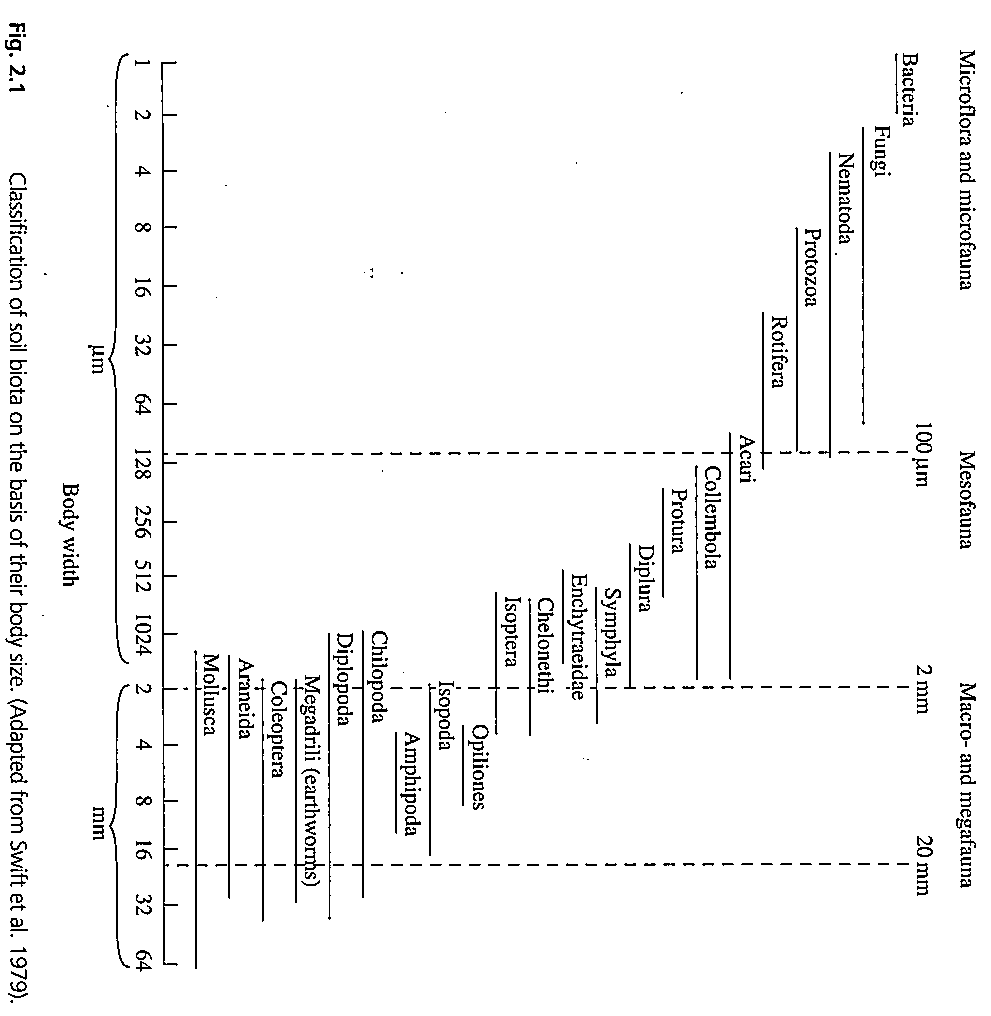 Microflora and microfauna
Mesofauna
Macro- and megafauna
100 μm
2 mm
20 mm
Bacteria
Fungi
Nematoda
Protozoa
Rotifera
Acari
Collembola
Protura
Diplura
Symphyla
Enchytraeidae
Chelonethi
Isoptera
Opiliones
Isopoda
Amphipoda
Chilopoda
Diplopoda
Megadrili (earthworms)
Coleoptera
Araneida
Mollusca
1 2 4 8 16 32 64 128 256 512 1024 2 4 8 16 32 64
μm
mm
Body width
Fig. 2.1 Classification of soil biota on the basis of their body size. (Adapted from Swift et al. 1979).